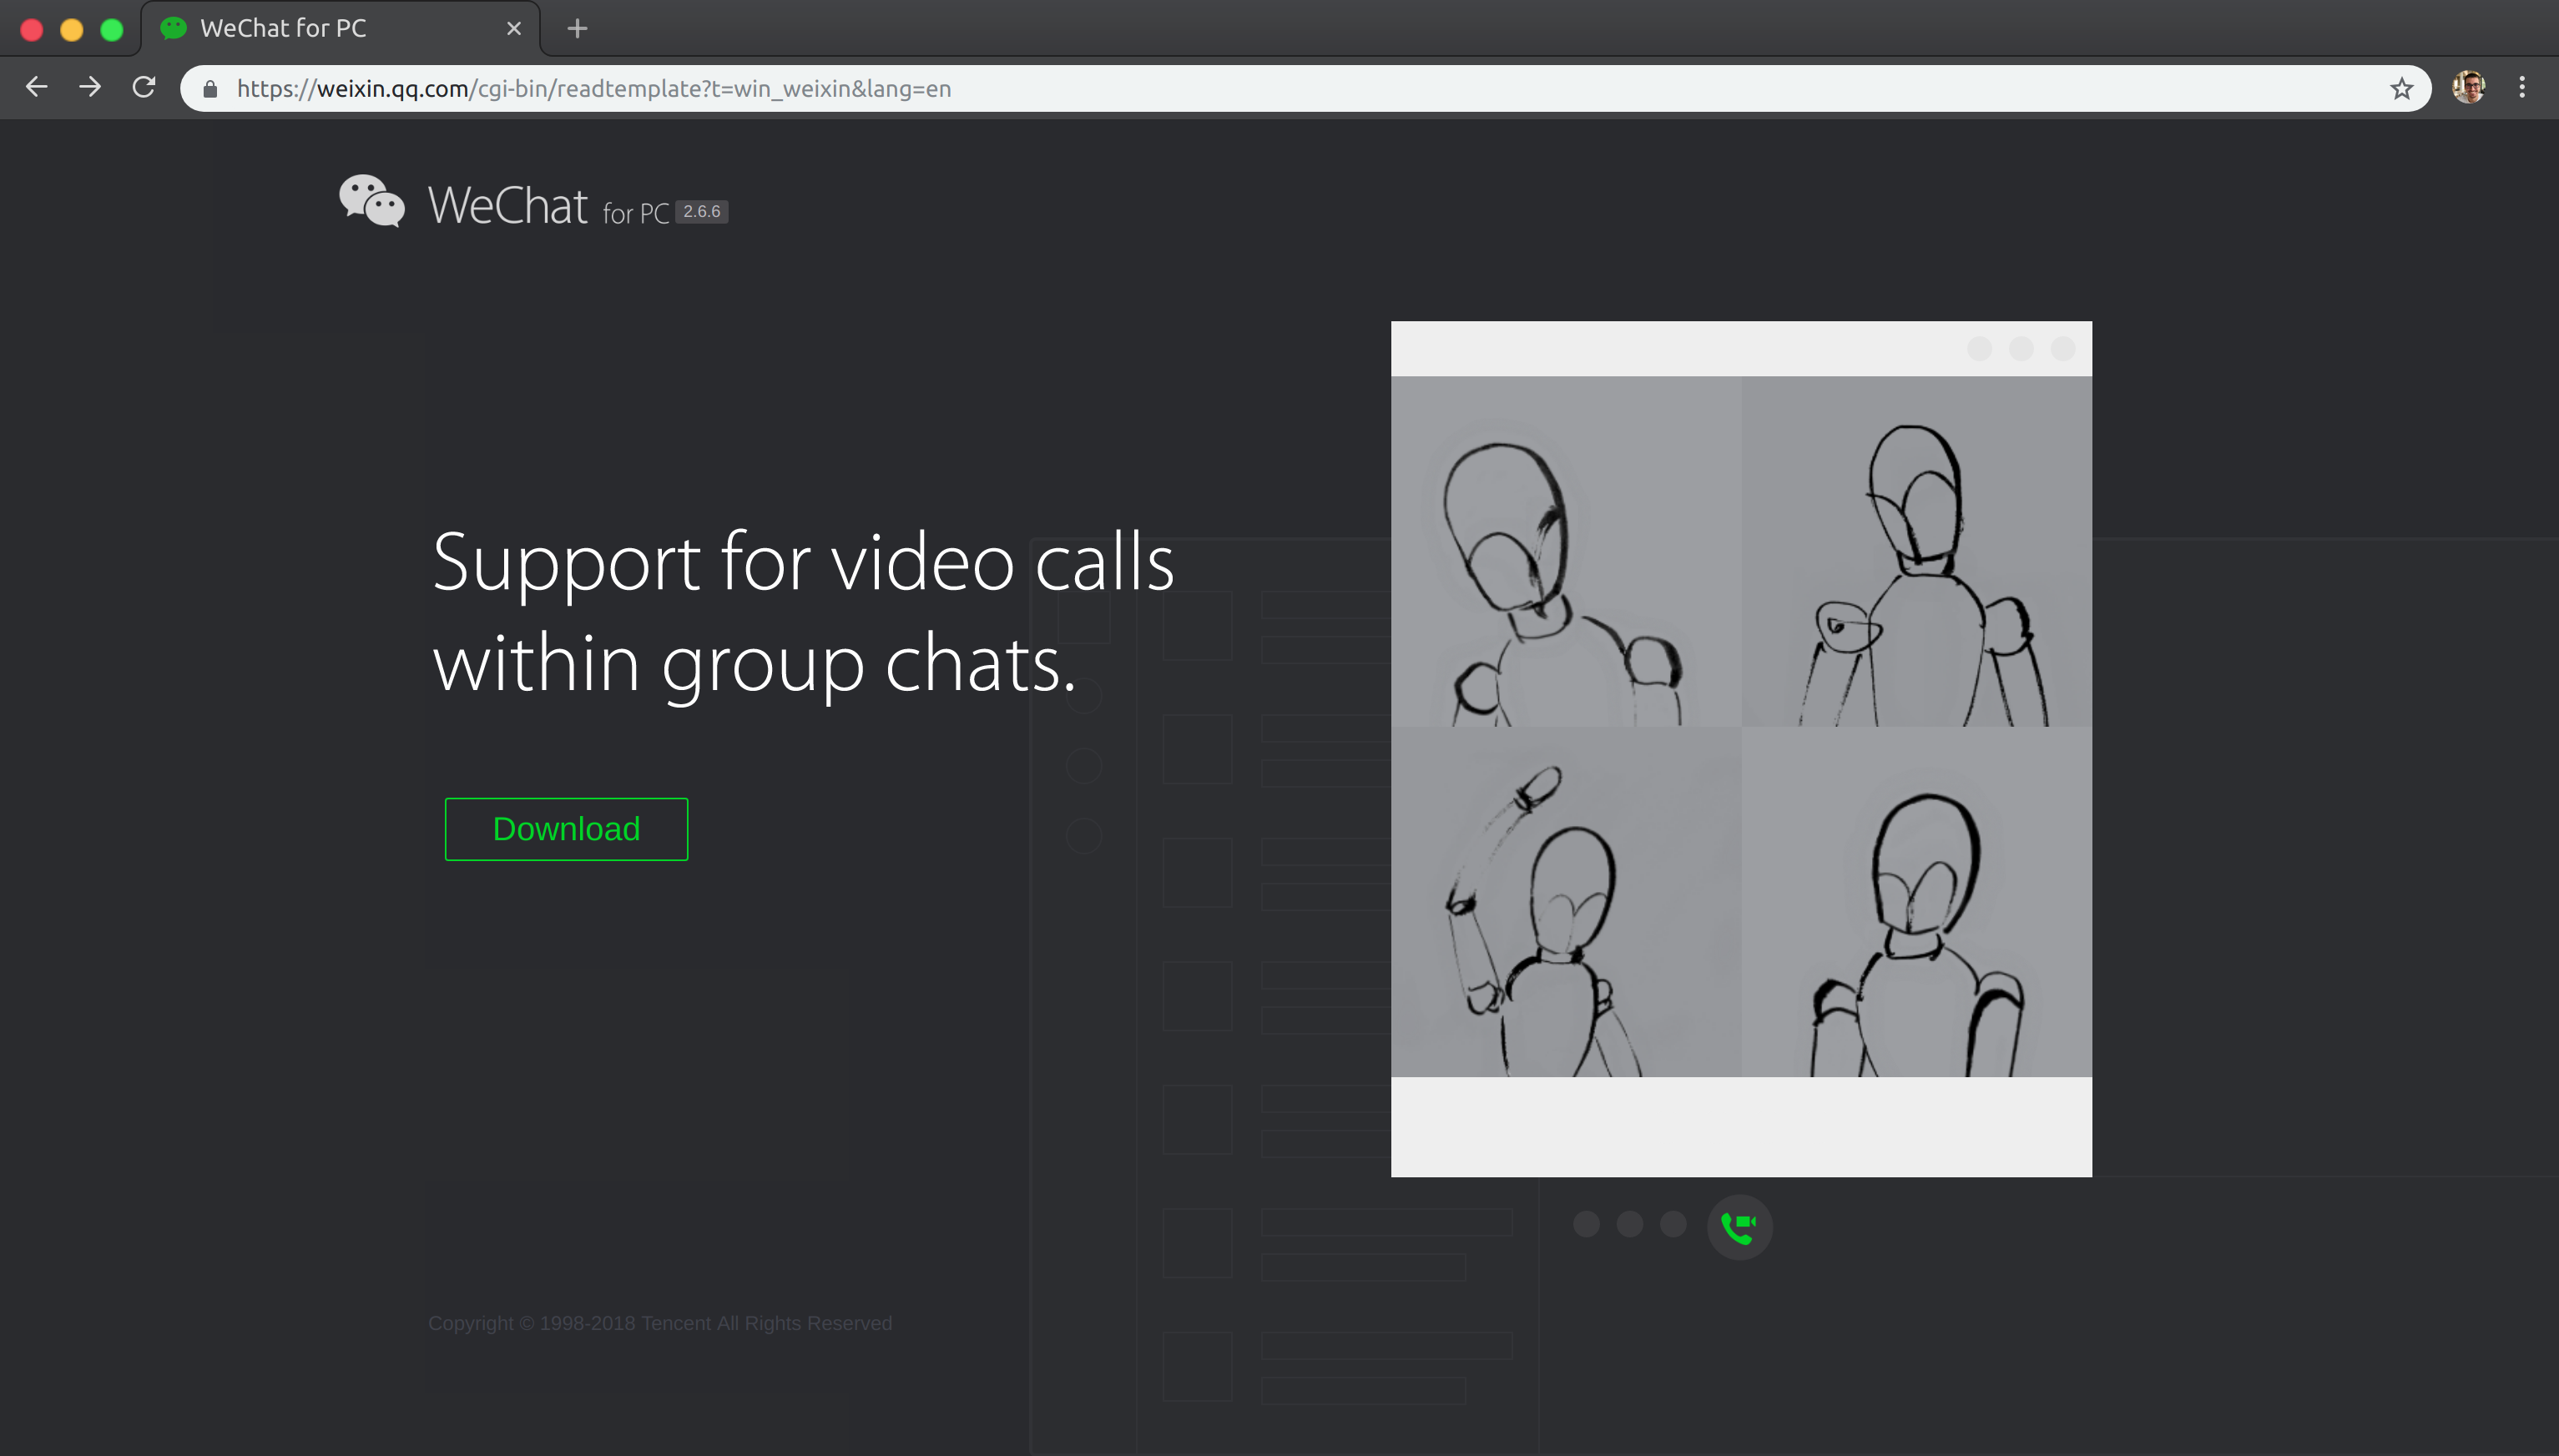 WeChat for PC
https://weixin.qq.com/cgi-bin/readtemplate?t=win_weixin&lang=en
WeChat for PC 2.6.6
Support for video calls
within group chats.
Download
Copyright © 1998-2018 Tencent All Rights Reserved